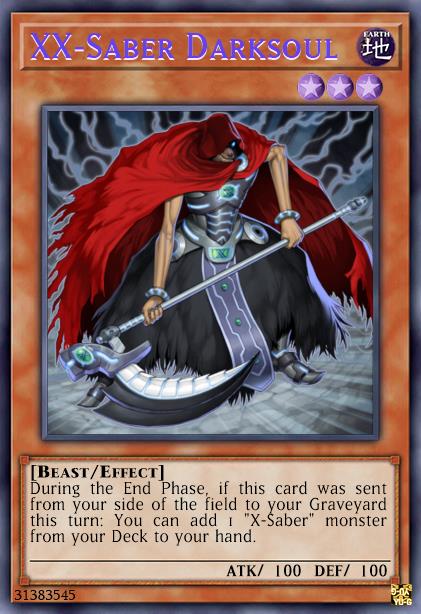 XX-Saber Darksoul
EARTH
地
[Beast/Effect]
During the End Phase, if this card was sent
from your side of the field to your Graveyard
this turn: You can add 1 "X-Saber" monster
from your Deck to your hand.
ATK/ 100 DEF/ 100
31383545